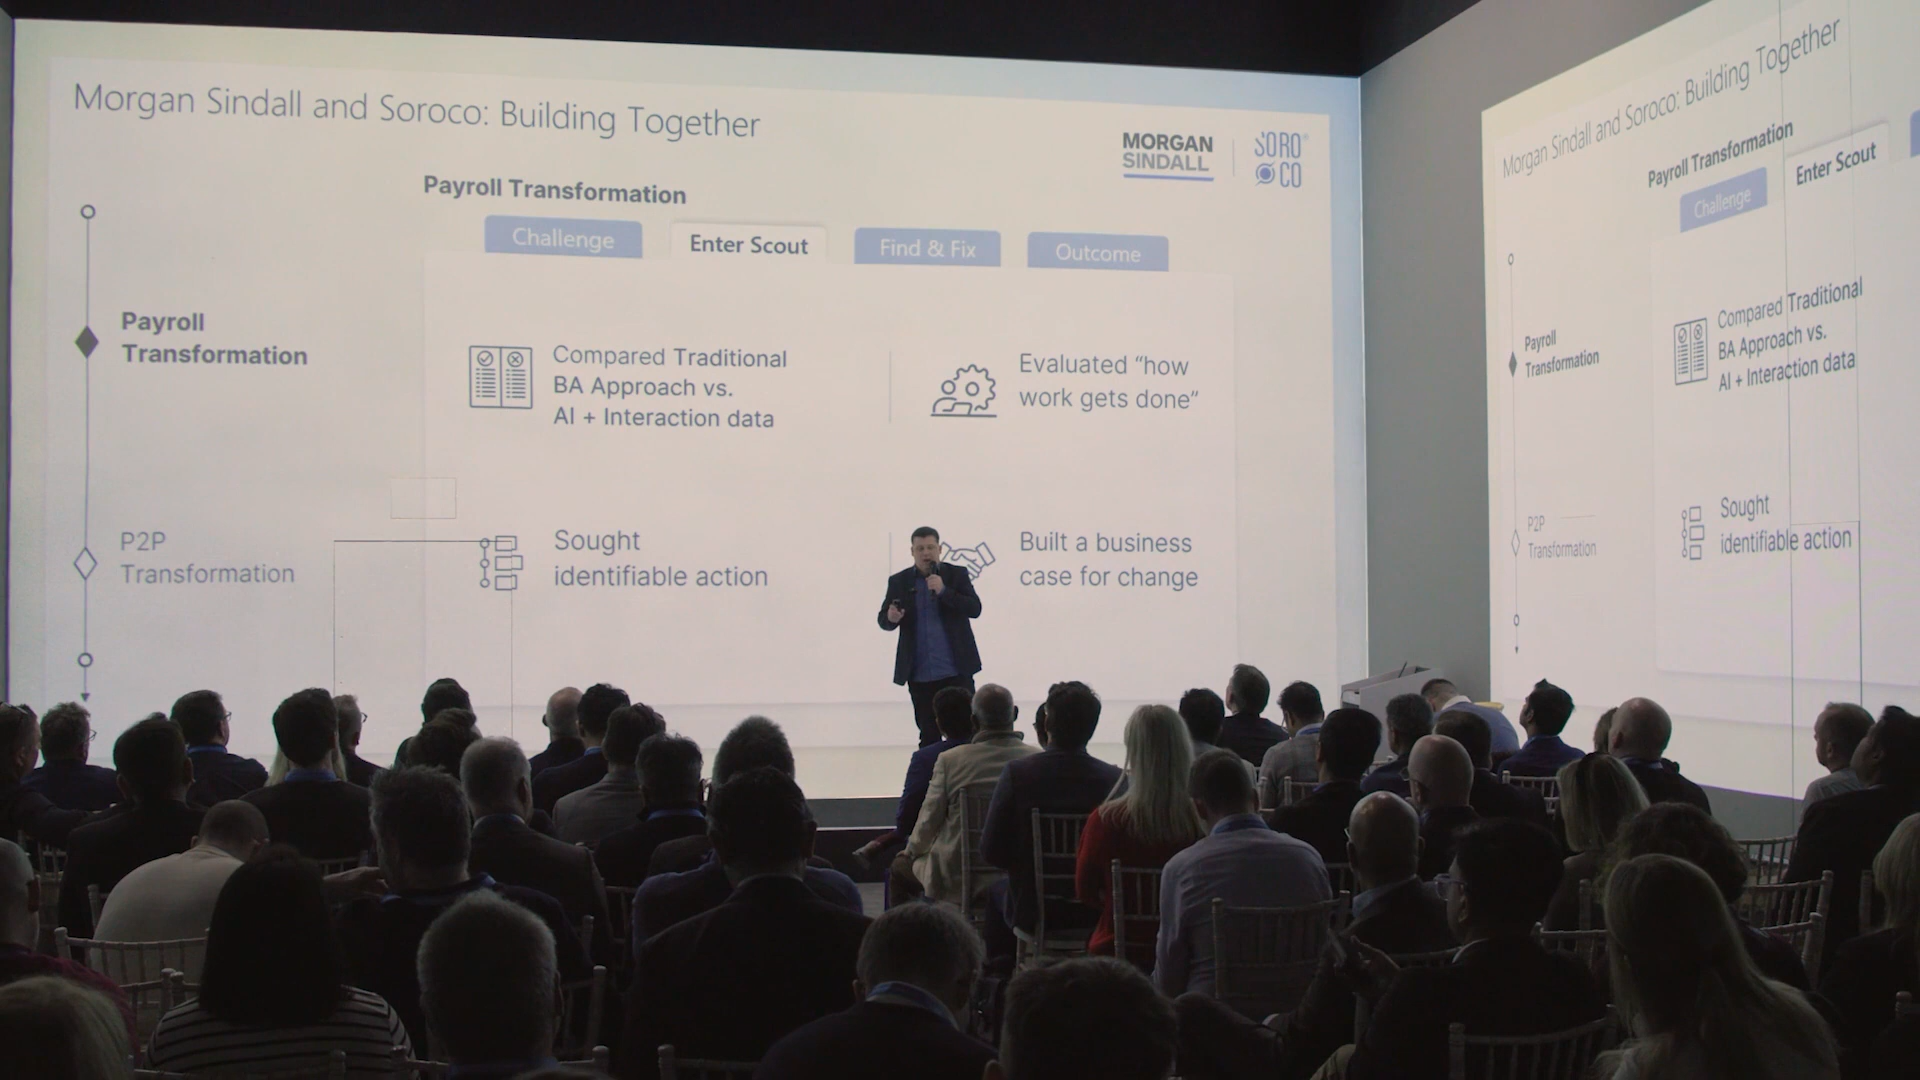 Morgan Sindall and Soroco: Building Together
MORGAN
SINDALL
SORO
CO
Payroll Transformation
Challenge
Enter Scout
Find & Fix
Outcome
Payroll
Transformation
Compared Traditional
BA Approach vs.
AI + Interaction data
Evaluated “how
work gets done”
P2P
Transformation
Sought
identifiable action
Built a business
case for change
Morgan Sindall and Soroco: Building Together
Payroll Transformation
Challenge
Enter Scout
Payroll
Transformation
Compared Traditional
BA Approach vs.
AI + Interaction data
P2P
Transformation
Sought
identifiable action